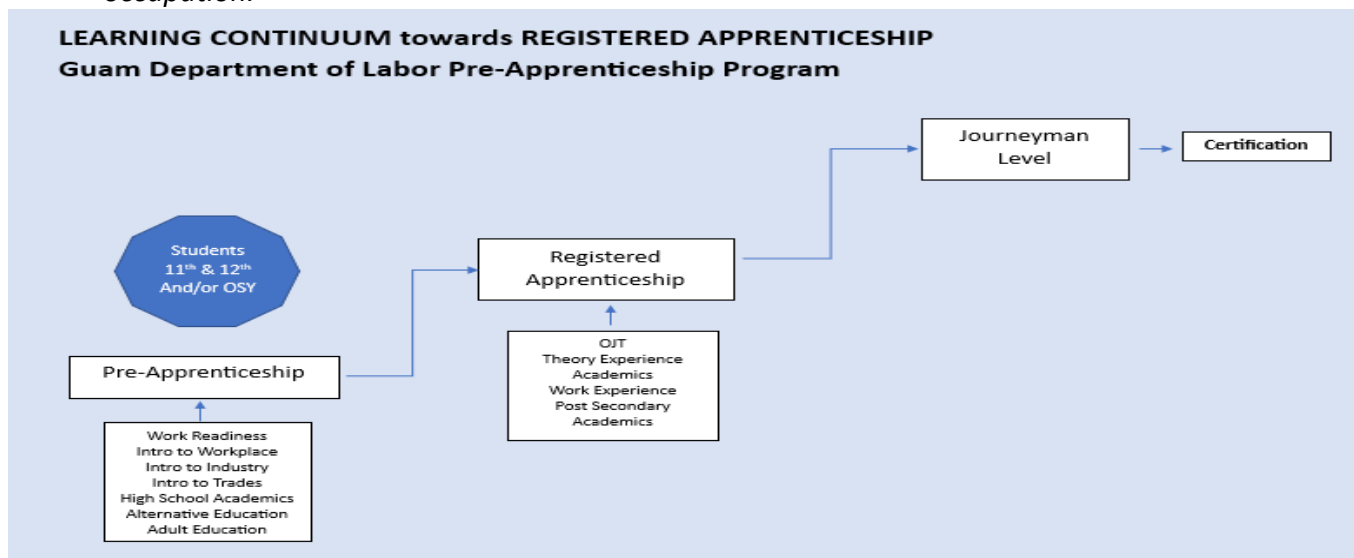 occupation.
LEARNING CONTINUUM towards REGISTERED APPRENTICESHIP
Guam Department of Labor Pre-Apprenticeship Program
Journeyman
Level
Certification
Students
11th & 12th
And/or OSY
Registered
Apprenticeship
Pre-Apprenticeship
OJT
Theory Experience
Academics
Work Experience
Post Secondary
Academics
Work Readiness
Intro to Workplace
Intro to Industry
Intro to Trades
High School Academics
Alternative Education
Adult Education